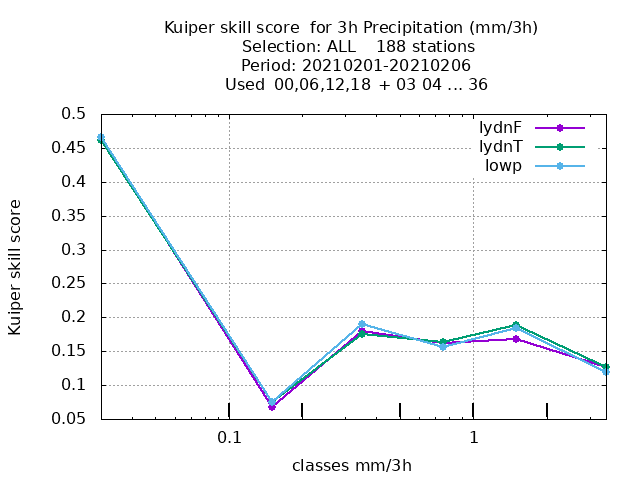 Kuiper skill score  for 3h Precipitation (mm/3h)
Selection: ALL    188 stations
Period: 20210201-20210206
Used  00,06,12,18  + 03 04 ... 36
lydnF
lydnT
lowp
Kuiper skill score
0.5
0.45
0.4
0.35
0.3
0.25
0.2
0.15
0.1
0.05
0.1
1
classes mm/3h